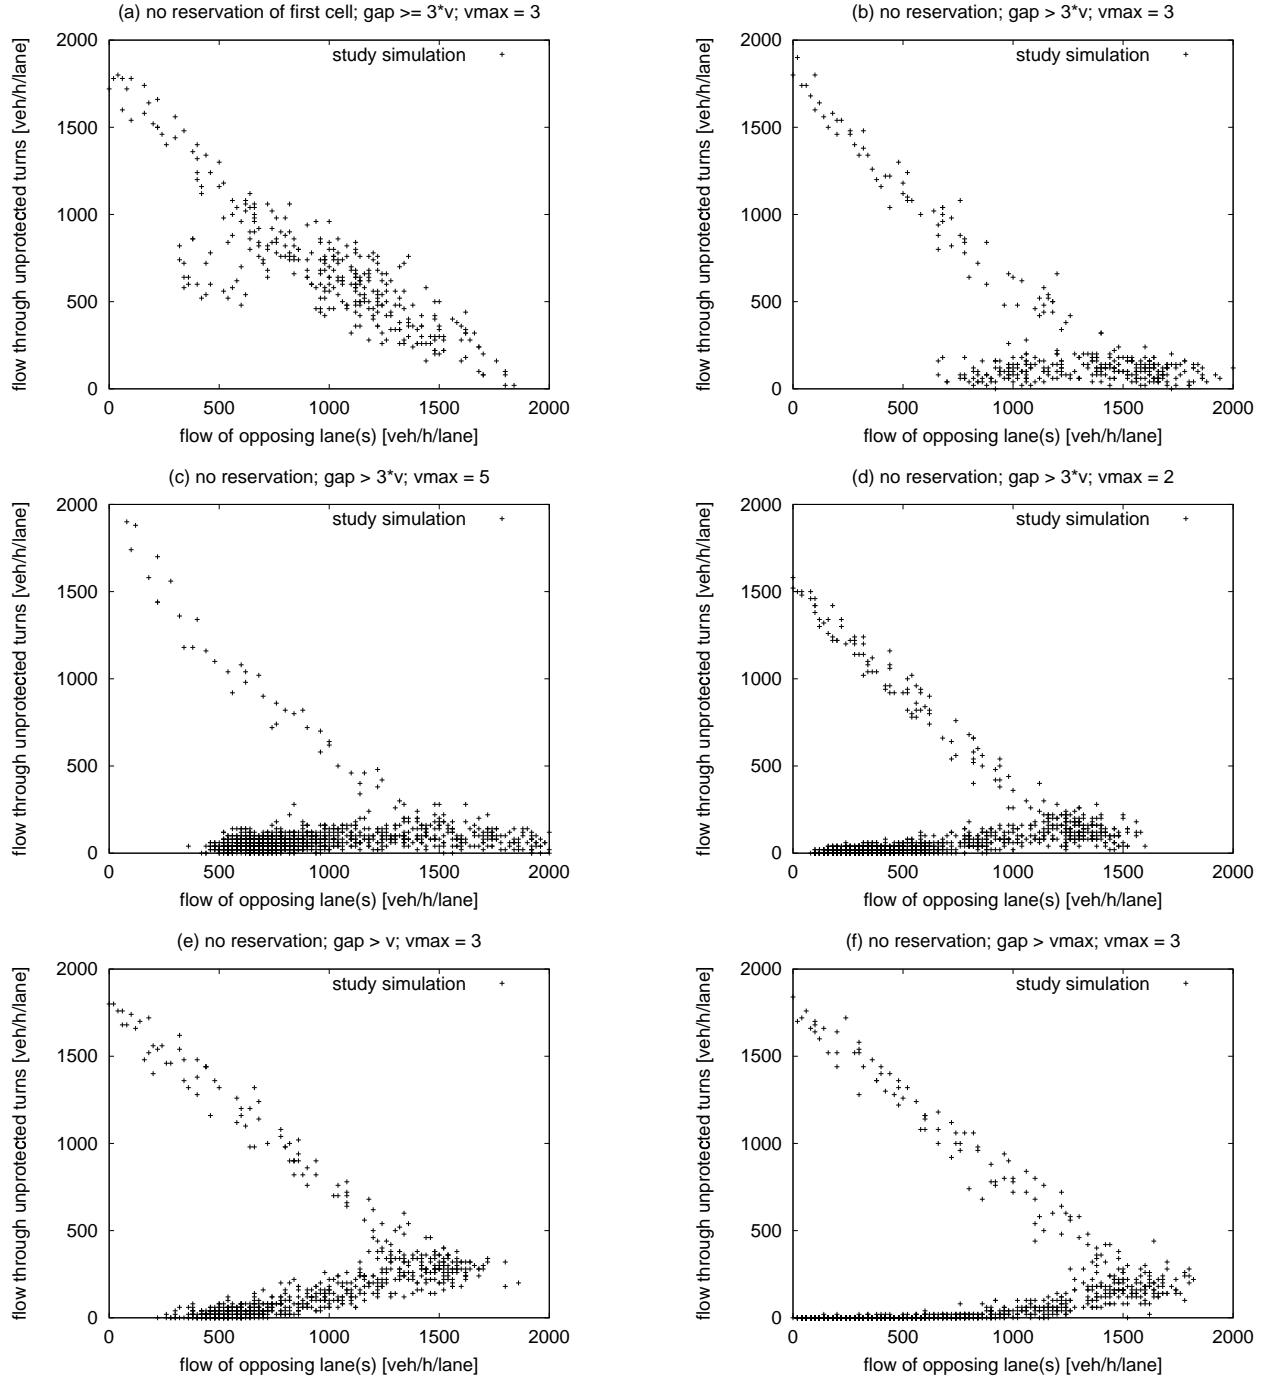 (a) no reservation of first cell; gap >= 3*v; vmax = 3
flow through unprotected turns [veh/h/lane]
2000
1500
1000
500
0
study simulation
0 500 1000 1500 2000
flow of opposing lane(s) [veh/h/lane]
(b) no reservation; gap > 3*v; vmax = 3
flow through unprotected turns [veh/h/lane]
2000
1500
1000
500
0
study simulation
0 500 1000 1500 2000
flow of opposing lane(s) [veh/h/lane]
(c) no reservation; gap > 3*v; vmax = 5
flow through unprotected turns [veh/h/lane]
2000
1500
1000
500
0
study simulation
0 500 1000 1500 2000
flow of opposing lane(s) [veh/h/lane]
(d) no reservation; gap > 3*v; vmax = 2
flow through unprotected turns [veh/h/lane]
2000
1500
1000
500
0
study simulation
0 500 1000 1500 2000
flow of opposing lane(s) [veh/h/lane]
(e) no reservation; gap > v; vmax = 3
flow through unprotected turns [veh/h/lane]
2000
1500
1000
500
0
study simulation
0 500 1000 1500 2000
flow of opposing lane(s) [veh/h/lane]
(f) no reservation; gap > vmax; vmax = 3
flow through unprotected turns [veh/h/lane]
2000
1500
1000
500
0
study simulation
0 500 1000 1500 2000
flow of opposing lane(s) [veh/h/lane]